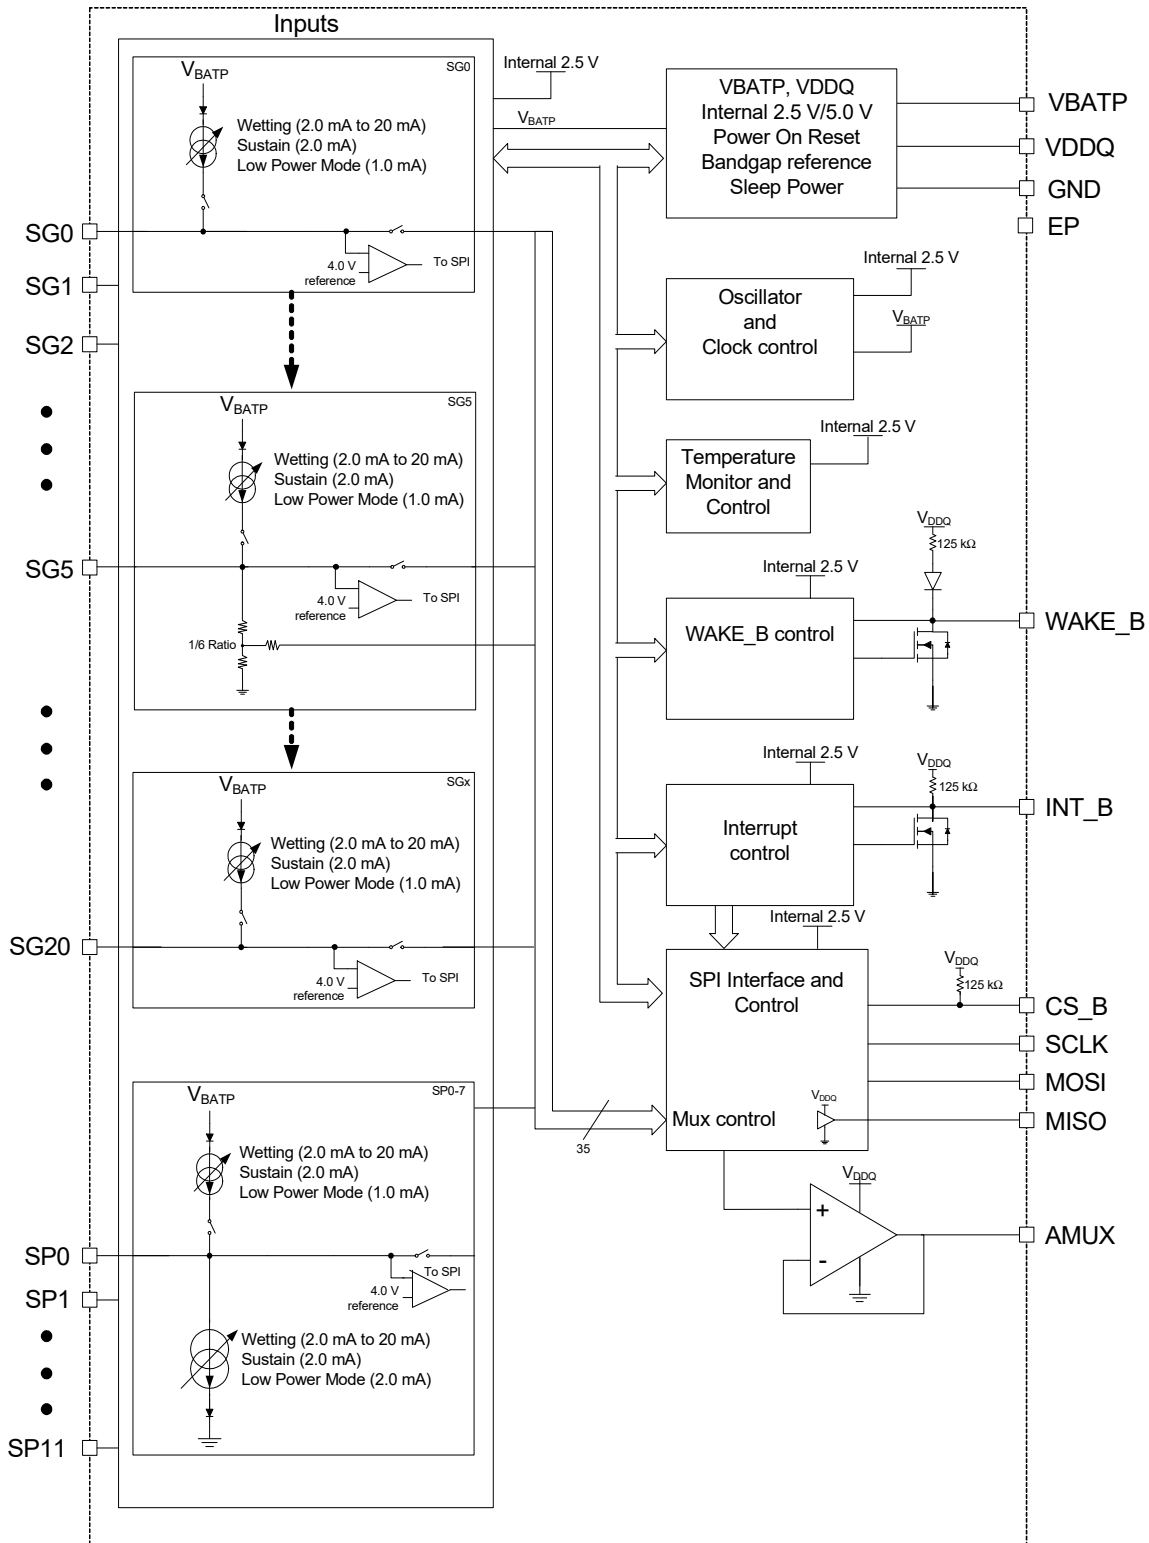 Inputs
SG0
VBATP
Wetting (2.0 mA to 20 mA)
Sustain (2.0 mA)
Low Power Mode (1.0 mA)
4.0 V
reference
To SPI
SG0
SG1
SG2
SG5
VBATP
Wetting (2.0 mA to 20 mA)
Sustain (2.0 mA)
Low Power Mode (1.0 mA)
4.0 V
reference
To SPI
1/6 Ratio
SG5
SGx
VBATP
Wetting (2.0 mA to 20 mA)
Sustain (2.0 mA)
Low Power Mode (1.0 mA)
4.0 V
reference
To SPI
SG20
SP0-7
VBATP
Wetting (2.0 mA to 20 mA)
Sustain (2.0 mA)
Low Power Mode (1.0 mA)
To SPI
4.0 V
reference
Wetting (2.0 mA to 20 mA)
Sustain (2.0 mA)
Low Power Mode (2.0 mA)
SP0
SP1
SP11
Internal 2.5 V
VBATP
VBATP, VDDQ
Internal 2.5 V/5.0 V
Power On Reset
Bandgap reference
Sleep Power
VBATP
VDDQ
GND
EP
Internal 2.5 V
VBATP
Oscillator
and
Clock control
Internal 2.5 V
Temperature
Monitor and
Control
VDDQ
125 kΩ
Internal 2.5 V
WAKE_B control
WAKE_B
Internal 2.5 V
VDDQ
125 kΩ
Interrupt
control
INT_B
Internal 2.5 V
SPI Interface and
Control
VDDQ
125 kΩ
CS_B
SCLK
MOSI
MISO
VDDQ
Mux control
35
VDDQ
+
-
AMUX